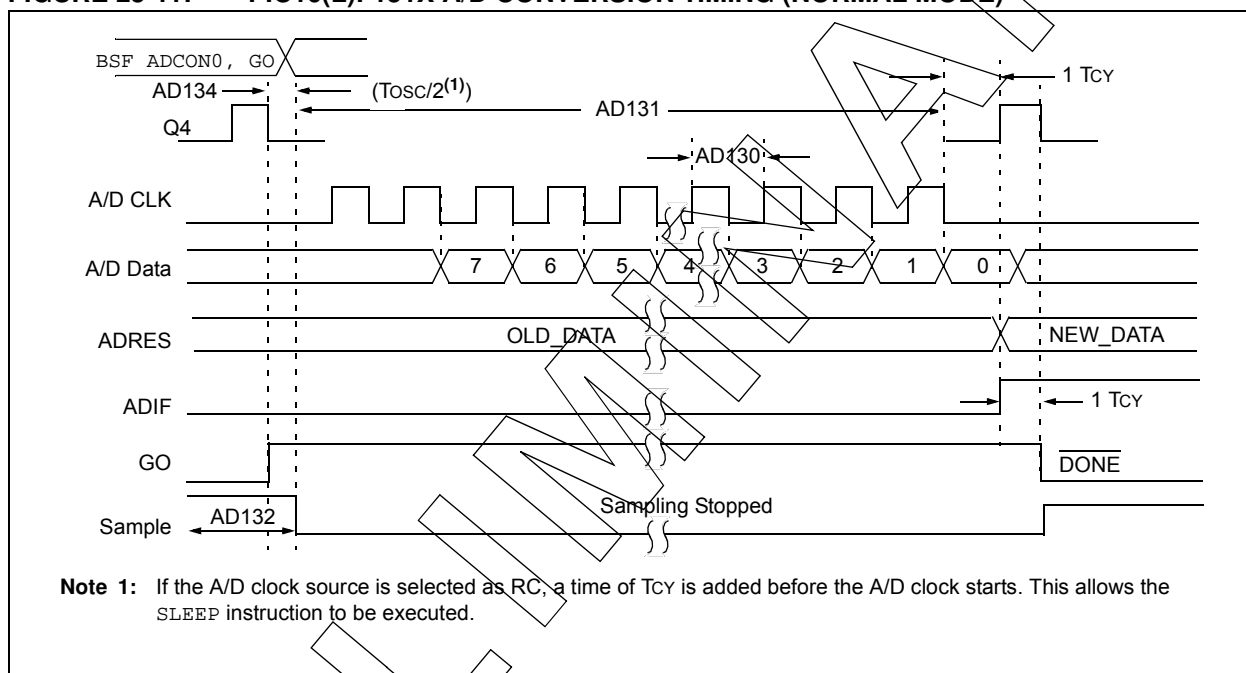 BSF ADCON0, GO
AD134
(TOSC/2(1))
AD131
1 TCY
Q4
AD130
A/D CLK
A/D Data
7 6 5 4 3 2 1 0
ADRES
OLD_DATA
NEW_DATA
ADIF
1 TCY
GO
DONE
Sample
AD132
Sampling Stopped
Note 1: If the A/D clock source is selected as RC, a time of TCY is added before the A/D clock starts. This allows the
SLEEP instruction to be executed.